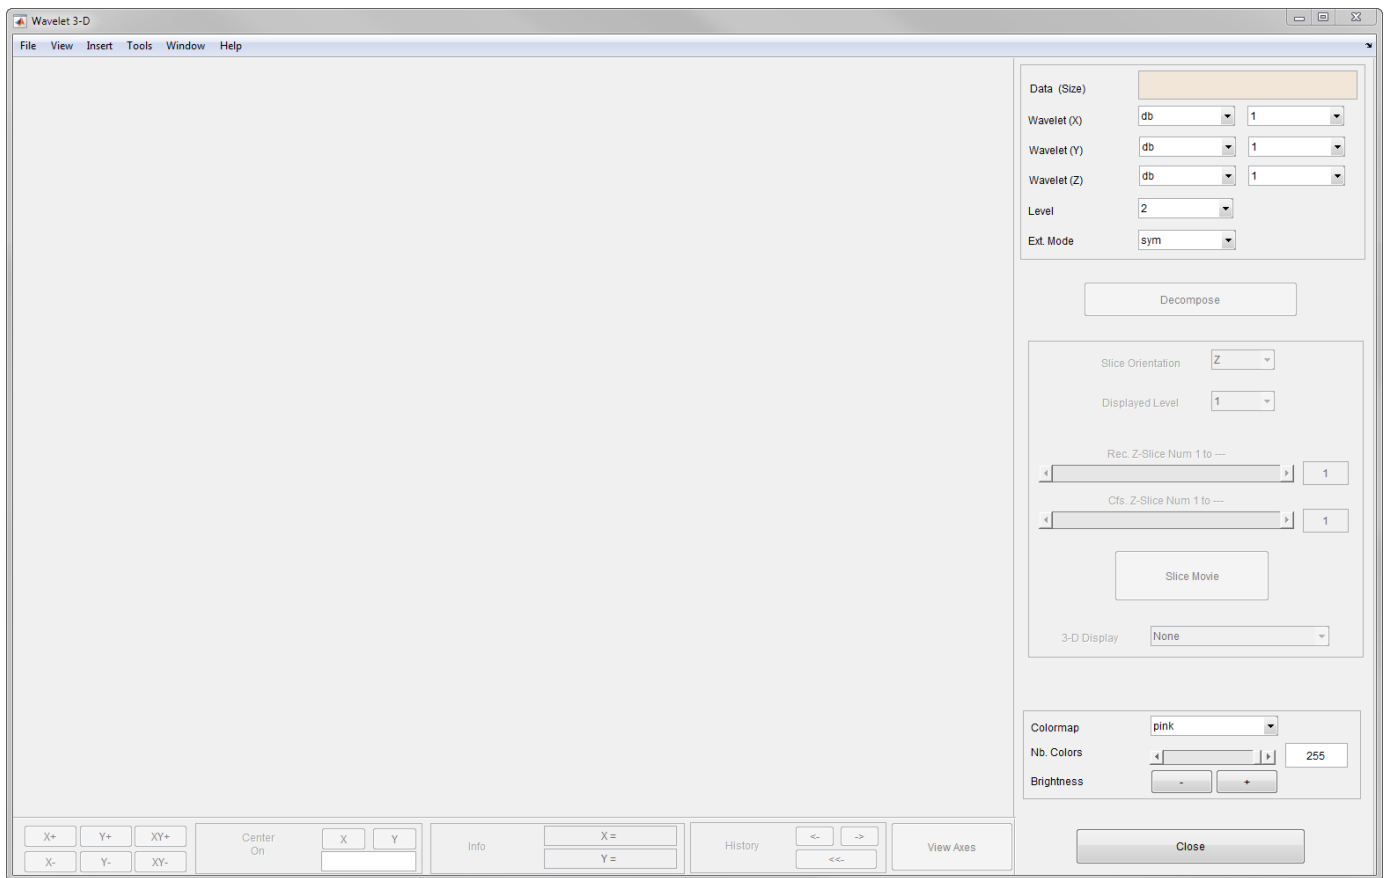 Wavelet 3-D
File View Insert Tools Window Help
Data (Size)
Wavelet (X) db 1
Wavelet (Y) db 1
Wavelet (Z) db 1
Level 2
Ext. Mode sym
Decompose
Slice Orientation Z
Displayed Level 1
Rec. Z-Slice Num 1 to ---
1
Cfs. Z-Slice Num 1 to ---
1
Slice Movie
3-D Display None
Colormap pink
Nb. Colors 255
Brightness - +
X+ Y+ XY+
X- Y- XY-
Center
On
X Y
Info
X =
Y =
History
<- ->
<<-
View Axes
Close